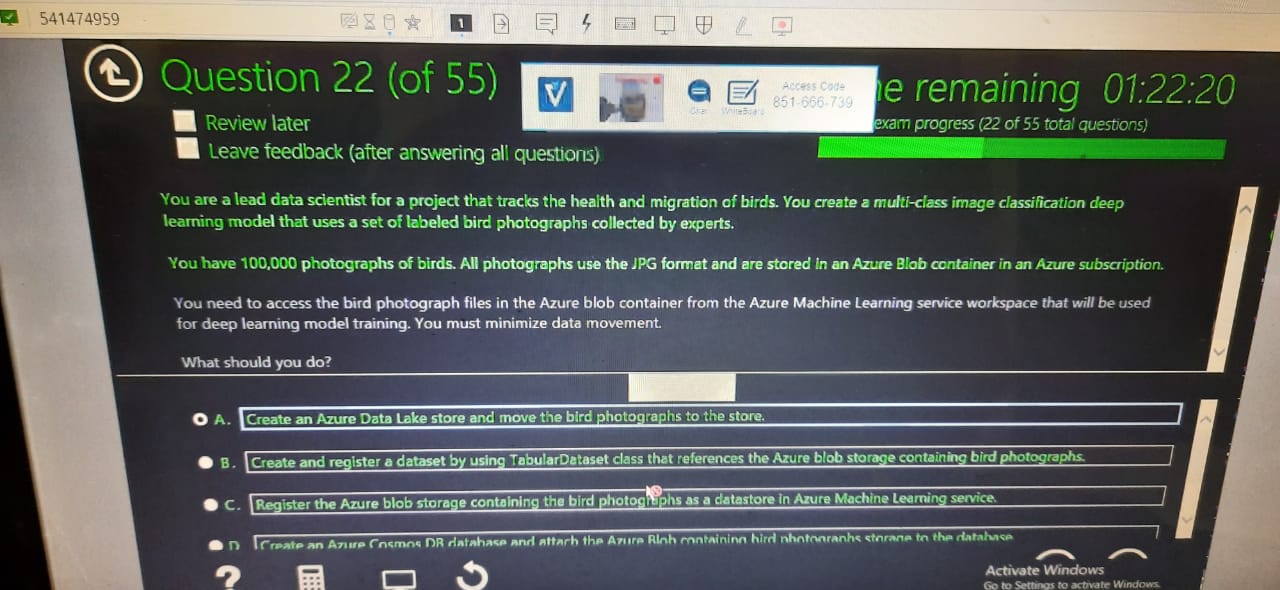 541474959
1
Question 22 (of 55)
Access Code
851-666-739
Chat
WhiteBoard
e remaining 01:22:20
exam progress (22 of 55 total questions)
Review later
Leave feedback (after answering all questions)
You are a lead data scientist for a project that tracks the health and migration of birds. You create a multi-class image classification deep
learning model that uses a set of labeled bird photographs collected by experts.
You have 100,000 photographs of birds. All photographs use the JPG format and are stored in an Azure Blob container in an Azure subscription.
You need to access the bird photograph files in the Azure blob container from the Azure Machine Learning service workspace that will be used
for deep learning model training. You must minimize data movement.
What should you do?
A. Create an Azure Data Lake store and move the bird photographs to the store.
B. Create and register a dataset by using TabularDataset class that references the Azure blob storage containing bird photographs.
C. Register the Azure blob storage containing the bird photographs as a datastore in Azure Machine Learning service.
D Create an Azure Cosmos DB database and attach the Azure Blob containing bird photographs storage to the database
Activate Windows
Go to Settings to activate Windows.